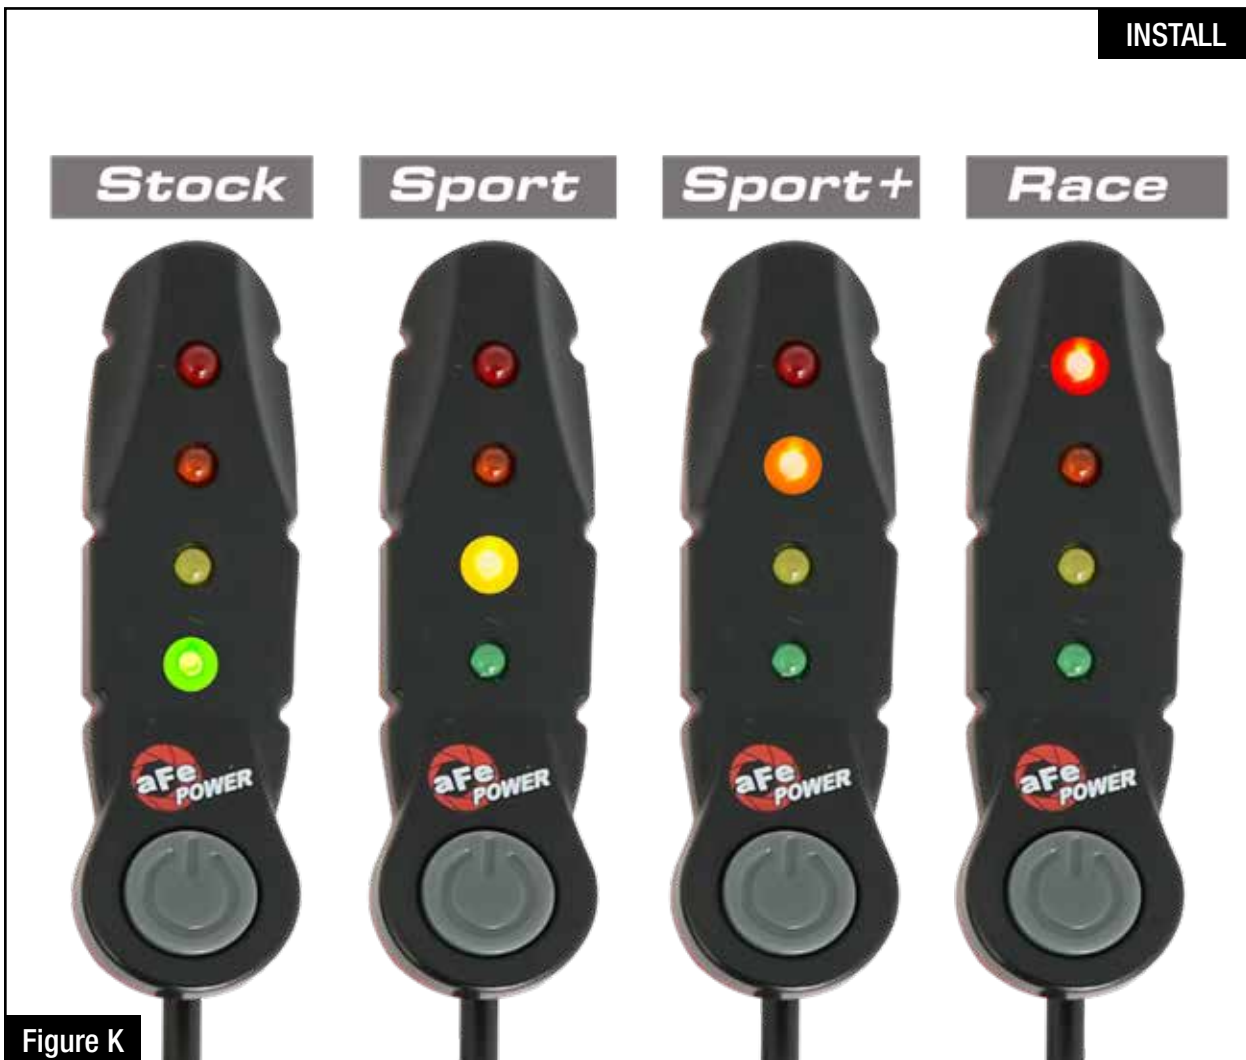 INSTALL
Stock
Sport
Sport+
Race
aFe
POWER
aFe
POWER
aFe
POWER
aFe
POWER
Figure K